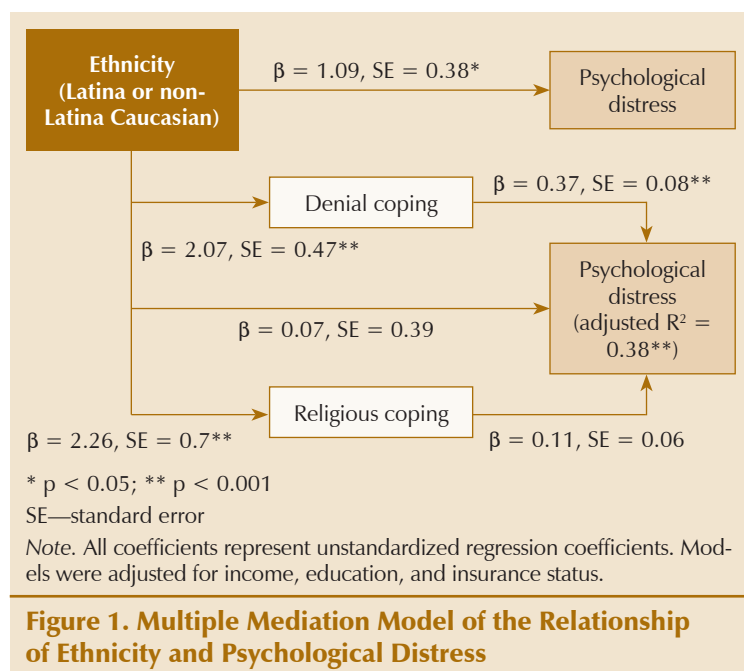 Ethnicity
(Latina or non-
Latina Caucasian)
β = 1.09, SE = 0.38*
Psychological
distress
Denial coping
β = 0.37, SE = 0.08**
β = 2.07, SE = 0.47**
Psychological
distress
(adjusted R² =
0.38**)
β = 0.07, SE = 0.39
Religious coping
β = 2.26, SE = 0.7**
β = 0.11, SE = 0.06
* p < 0.05; ** p < 0.001
SE—standard error
Note. All coefficients represent unstandardized regression coefficients. Mod-
els were adjusted for income, education, and insurance status.
Figure 1. Multiple Mediation Model of the Relationship
of Ethnicity and Psychological Distress